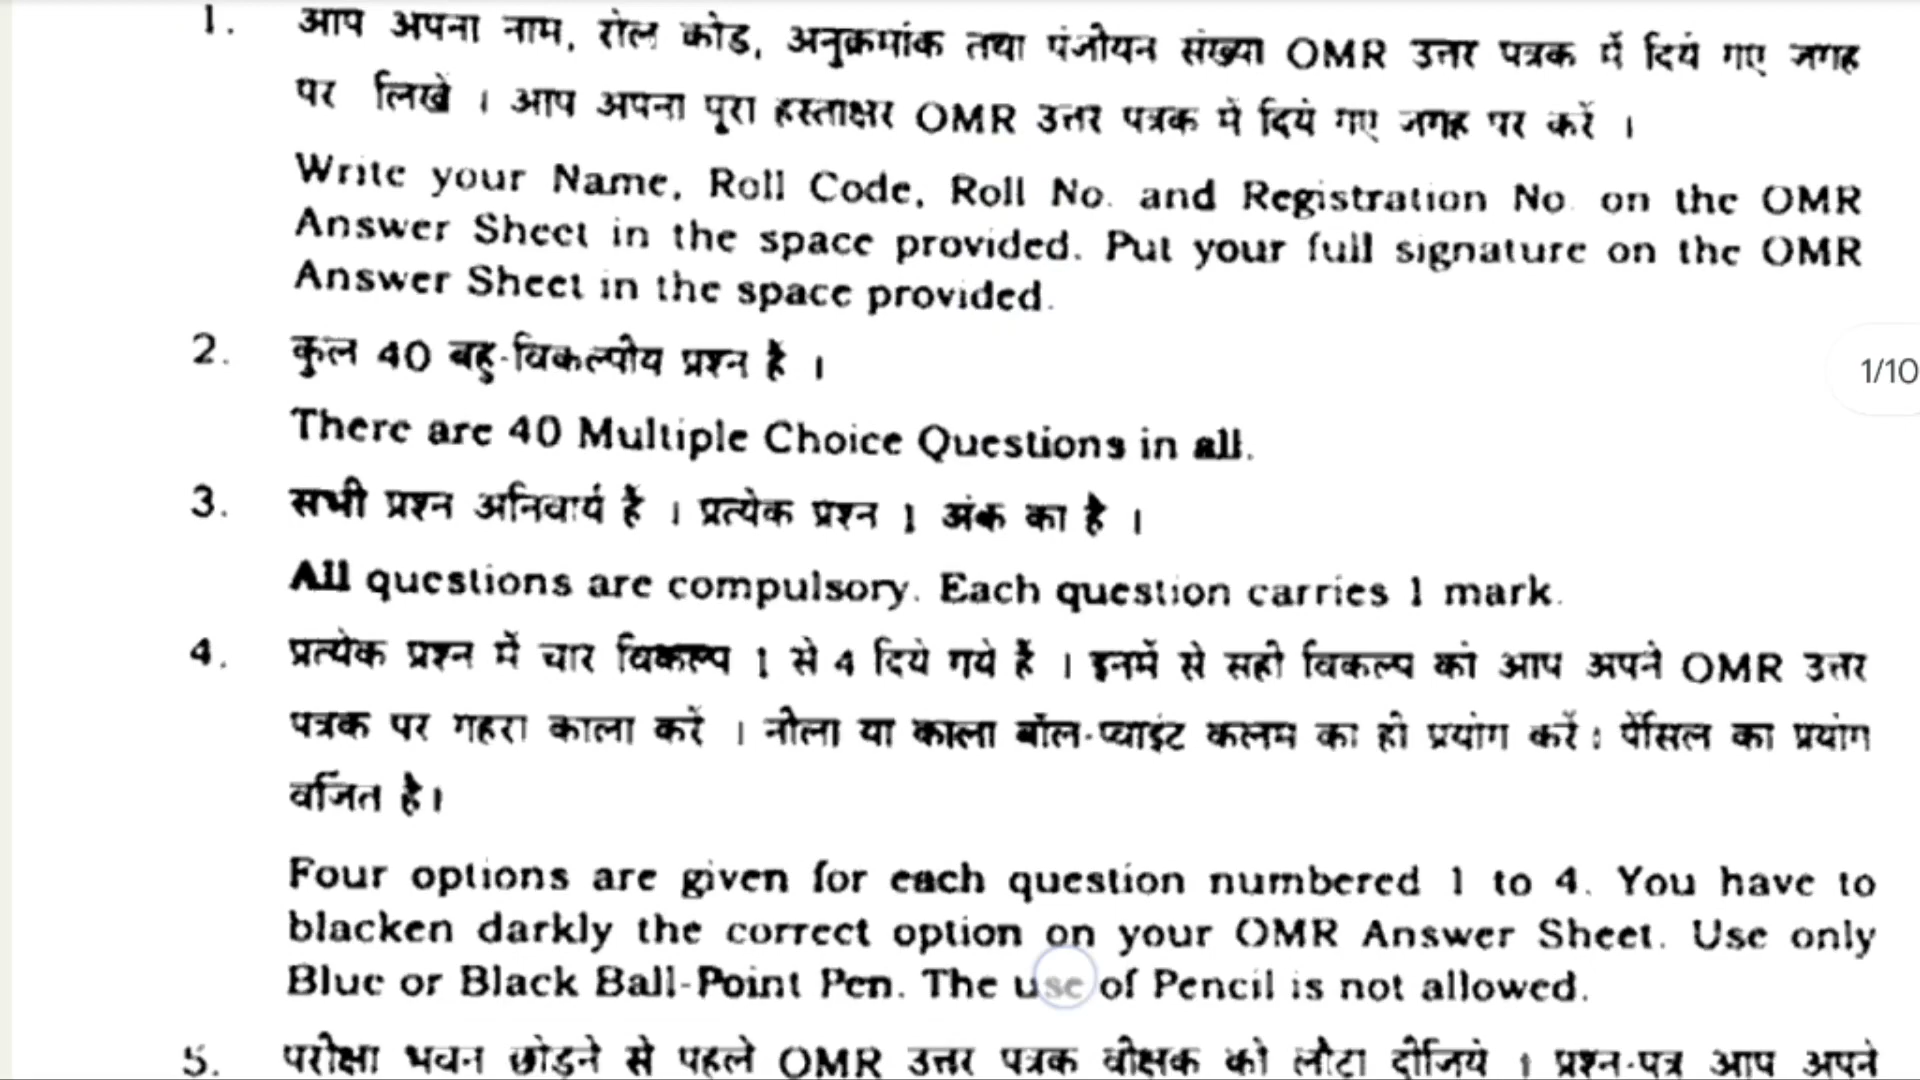 1. आप अपना नाम, रोल कोड, अनुक्रमांक तथा पंजीयन संख्या OMR उत्तर पत्रक में दिये गए जगह
पर लिखें । आप अपना पूरा हस्ताक्षर OMR उत्तर पत्रक में दिये गए जगह पर करें ।
Write your Name, Roll Code, Roll No. and Registration No. on the OMR
Answer Sheet in the space provided. Put your full signature on the OMR
Answer Sheet in the space provided.
2. कुल 40 बहु-विकल्पीय प्रश्न है ।
1/10
There are 40 Multiple Choice Questions in all.
3. सभी प्रश्न अनिवार्य हैं । प्रत्येक प्रश्न 1 अंक का है ।
All questions are compulsory. Each question carries 1 mark.
4. प्रत्येक प्रश्न में चार विकल्प 1 से 4 दिये गये हैं । इनमें से सही विकल्प को आप अपने OMR उत्तर
पत्रक पर गहरा काला करें । नीला या काला बॉल-प्वाइंट कलम का ही प्रयोग करें। पेंसिल का प्रयोग
वर्जित है।
Four options are given for each question numbered 1 to 4. You have to
blacken darkly the correct option on your OMR Answer Sheet. Use only
Blue or Black Ball-Point Pen. The use of Pencil is not allowed.
5. परीक्षा भवन छोड़ने से पहले OMR उत्तर पत्रक वीक्षक को लौटा दीजिये । प्रश्न-पत्र आप अपने